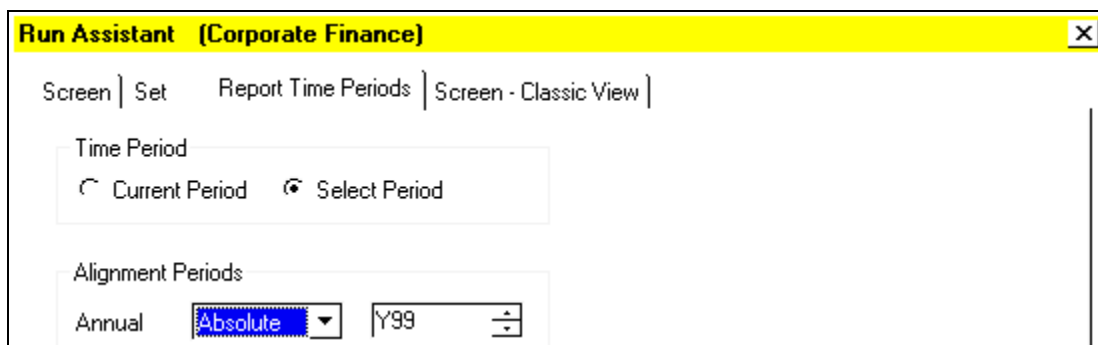 Run Assistant (Corporate Finance)
Screen Set Report Time Periods Screen - Classic View
Time Period
Current Period Select Period
Alignment Periods
Annual Absolute Y99